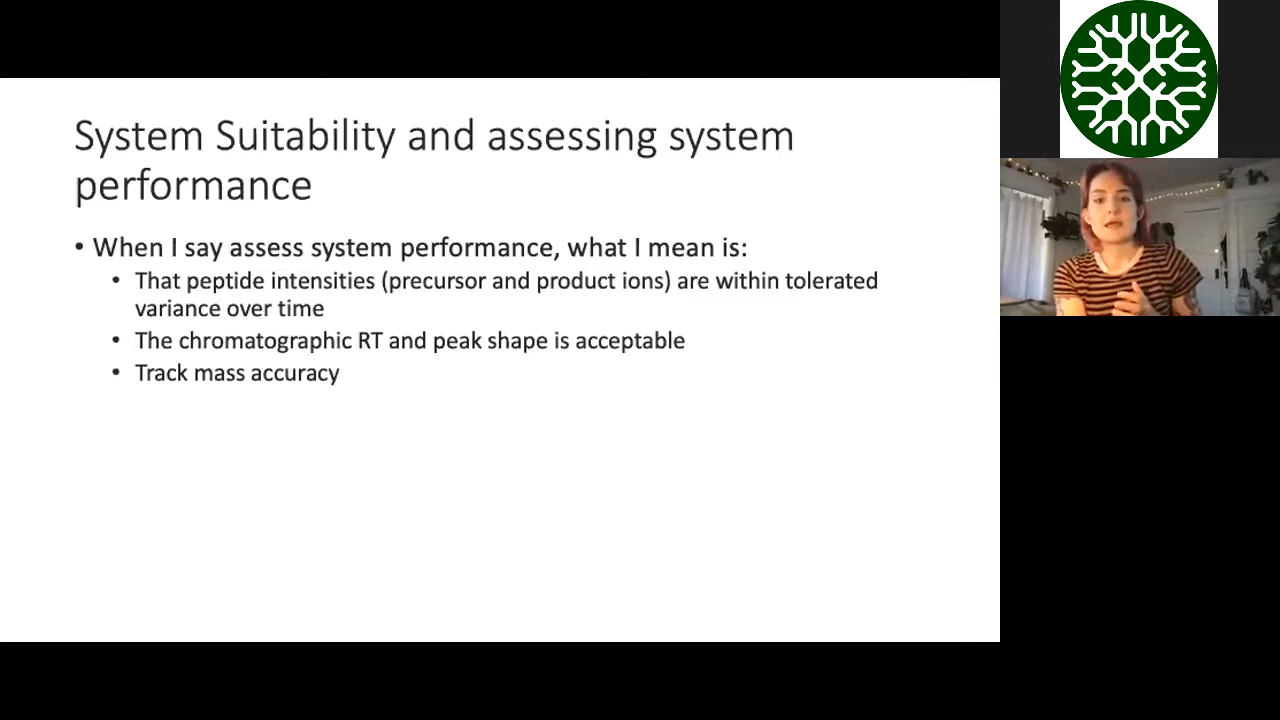 System Suitability and assessing system
performance
• When I say assess system performance, what I mean is:
• That peptide intensities (precursor and product ions) are within tolerated
variance over time
• The chromatographic RT and peak shape is acceptable
• Track mass accuracy